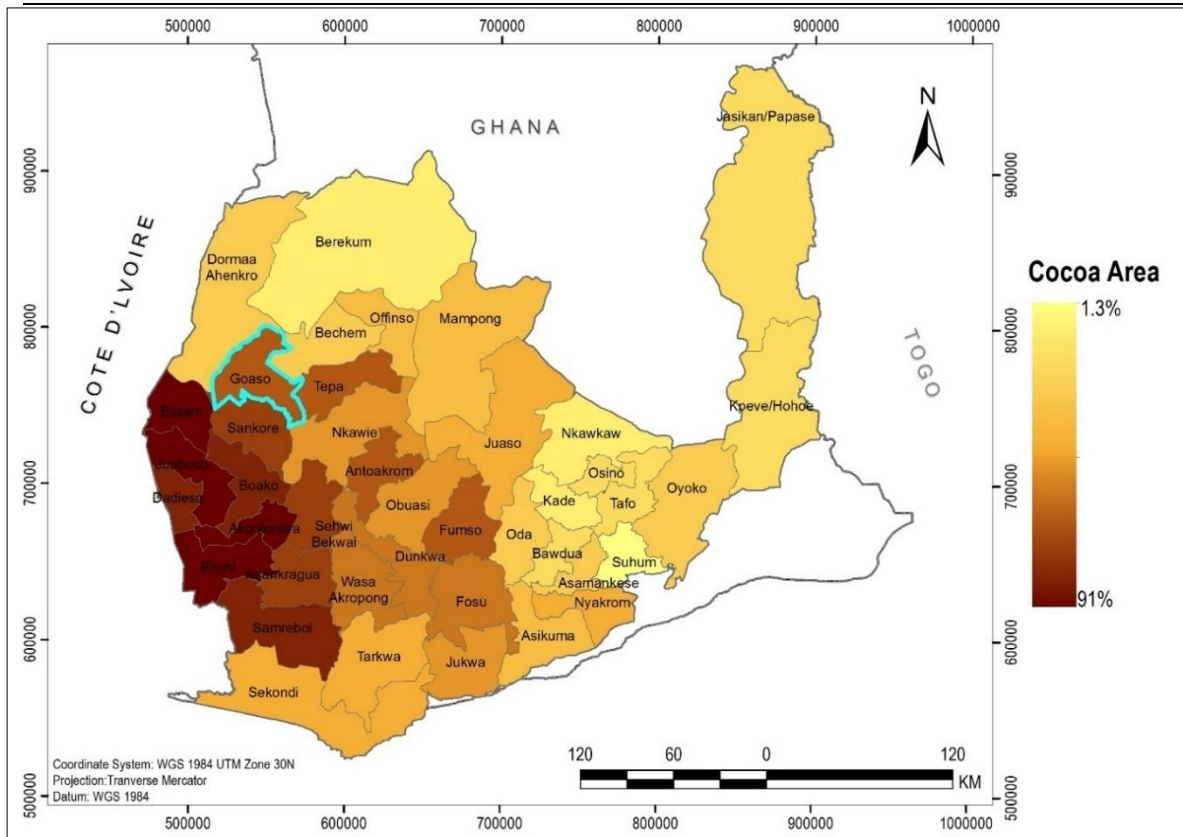 500000 600000 700000 800000 900000 1000000
N
Jasikan/Papase
GHANA
900000
900000
COTE D'LVOIRE
Berekum
Dormaa
Ahenkro
Cocoa Area
1.3%
Offinso
Mampong
Bechem
800000
800000
TOGO
Goaso
Tepa
Essam
Kpeve/Hohoe
Sankore
Nkawie
Juaso
Nkawkaw
Juaboso
Antoakrom
Osino
700000
700000
Dadieso
Boako
Obuasi
Kade
Tafo
Oyoko
Akontonbra
Sehwi
Bekwai
Fumso
Oda
Dunkwa
Bawdua
Suhum
Enchi
Asankragua
Wasa
Akropong
Asamankese
91%
Fosu
Nyakrom
Samreboi
Asikuma
600000
600000
Tarkwa
Jukwa
Sekondi
120 60 0 120
KM
Coordinate System: WGS 1984 UTM Zone 30N
Projection:Tranverse Mercator
Datum: WGS 1984
500000
500000
500000 600000 700000 800000 900000 1000000